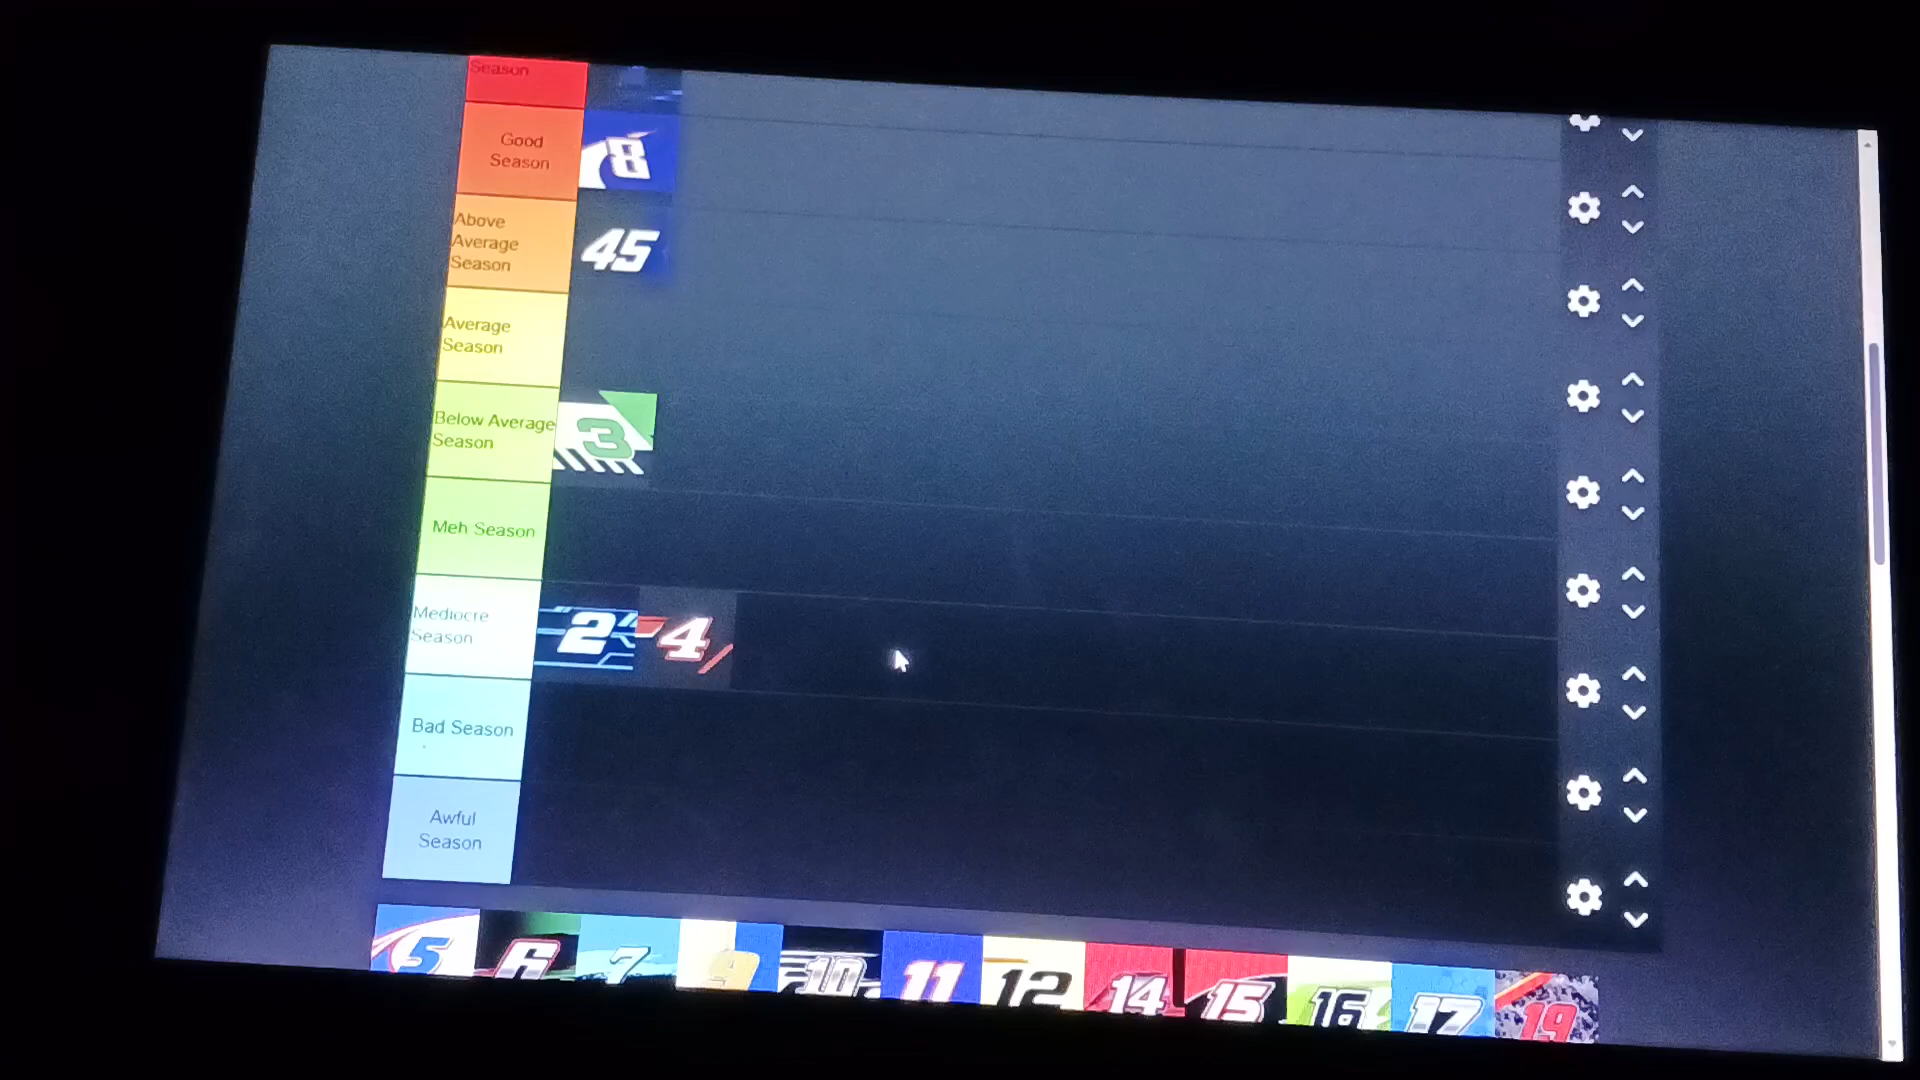 Season
Good
Season
8
Above
Average
Season
45
Average
Season
Below Average
Season
3
Meh Season
Mediocre
Season
2
4
Bad Season
Awful
Season
5 6 7 9 10 11 12 14 15 16 17 19